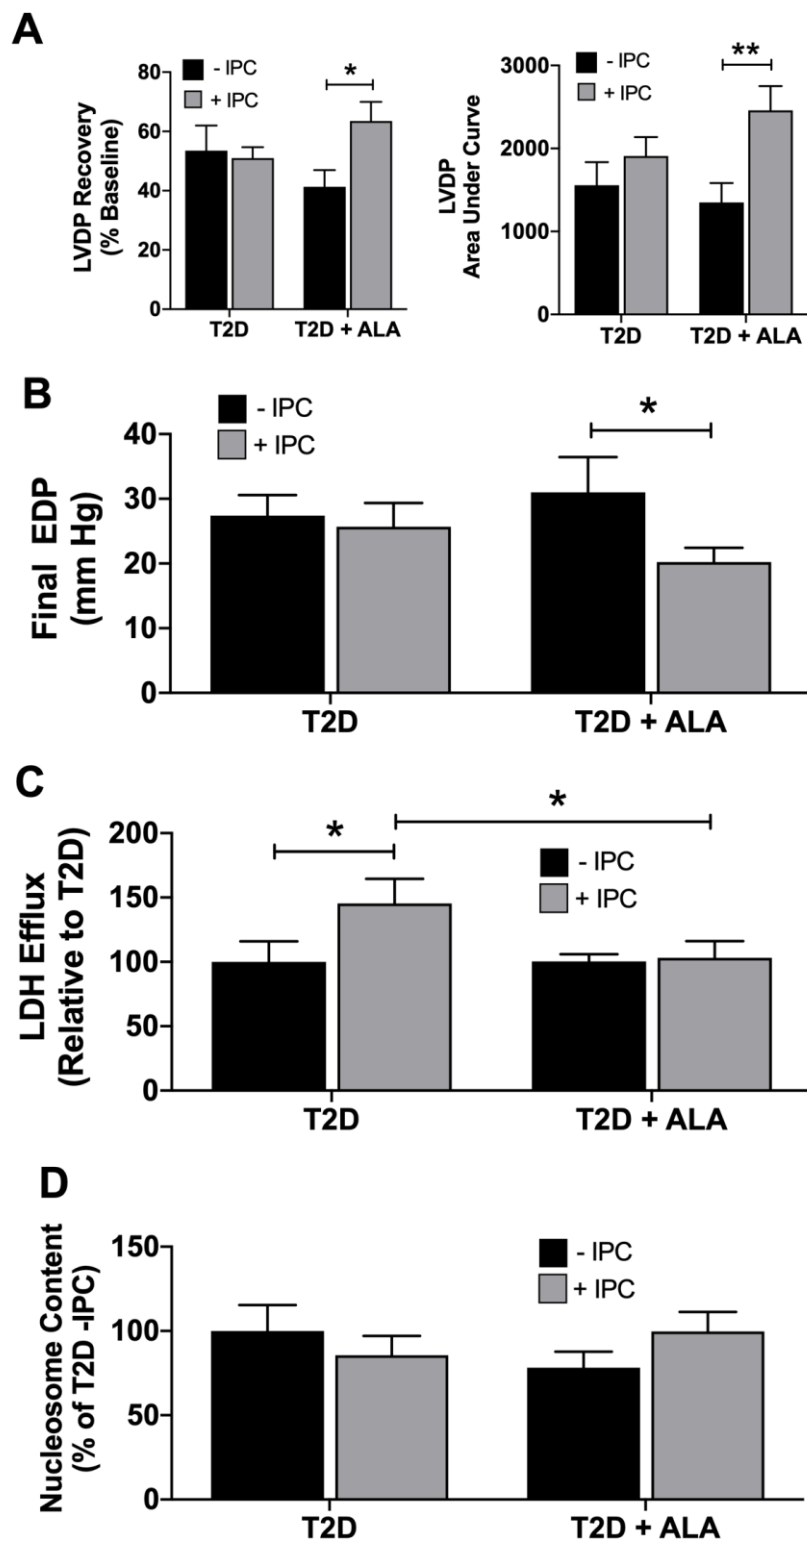 A
LVDP Recovery
(% Baseline)
80
60
40
20
0
- IPC
+ IPC
*
T2D
T2D + ALA
LVDP
Area Under Curve
3000
2000
1000
0
- IPC
+ IPC
**
T2D
T2D + ALA
B
Final EDP
(mm Hg)
40
30
20
10
0
- IPC
+ IPC
*
T2D
T2D + ALA
C
LDH Efflux
(Relative to T2D)
200
150
100
50
0
*
*
- IPC
+ IPC
T2D
T2D + ALA
D
Nucleosome Content
(% of T2D -IPC)
150
100
50
0
- IPC
+ IPC
T2D
T2D + ALA